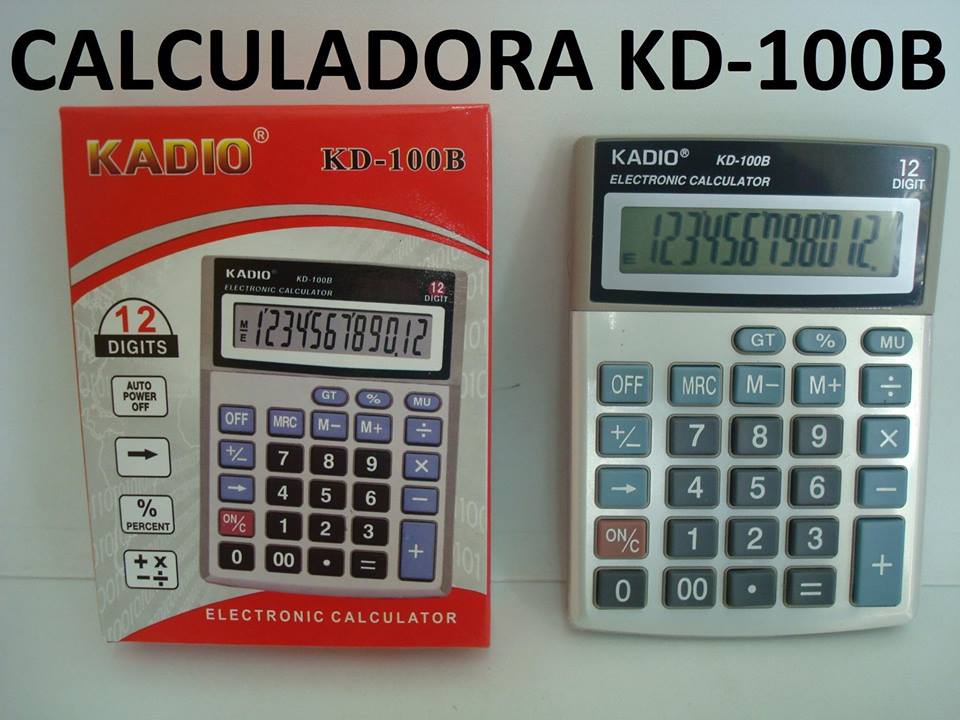 CALCULADORA KD-100B
KADIO®
KD-100B
12
DIGITS
AUTO
POWER
OFF
→
%
PERCENT
+ x
− ÷
KADIO® KD-100B
ELECTRONIC CALCULATOR
12
DIGIT
M
E
123456789012
GT % MU
OFF MRC M− M+ ÷
+/− 7 8 9 ×
→ 4 5 6 −
ON/C 1 2 3 +
0 00 • =
ELECTRONIC CALCULATOR
KADIO® KD-100B
ELECTRONIC CALCULATOR
12
DIGIT
E
GT % MU
OFF MRC M− M+ ÷
+/− 7 8 9 ×
→ 4 5 6 −
ON/C 1 2 3 +
0 00 • =